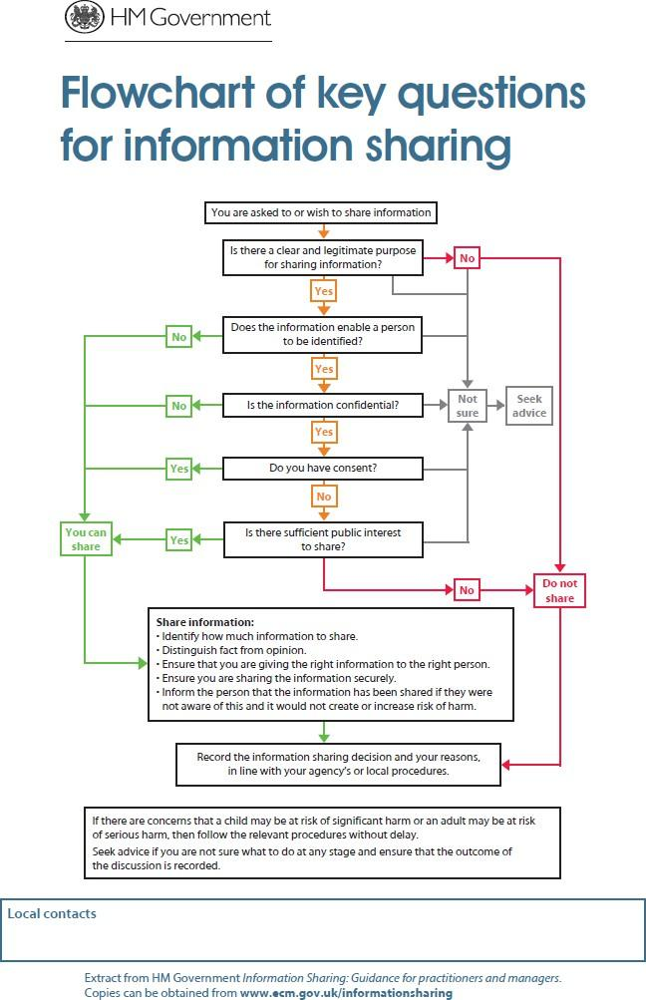 HM Government
Flowchart of key questions
for information sharing
You are asked to or wish to share information
Is there a clear and legitimate purpose
for sharing information?
No
Yes
Does the information enable a person
to be identified?
No
Yes
Is the information confidential?
No
Not
sure
Seek
advice
Yes
Do you have consent?
Yes
No
Is there sufficient public interest
to share?
Yes
You can
share
No
Do not
share
Share information:
• Identify how much information to share.
• Distinguish fact from opinion.
• Ensure that you are giving the right information to the right person.
• Ensure you are sharing the information securely.
• Inform the person that the information has been shared if they were
not aware of this and it would not create or increase risk of harm.
Record the information sharing decision and your reasons,
in line with your agency's or local procedures.
If there are concerns that a child may be at risk of significant harm or an adult may be at risk
of serious harm, then follow the relevant procedures without delay.
Seek advice if you are not sure what to do at any stage and ensure that the outcome of
the discussion is recorded.
Local contacts
Extract from HM Government Information Sharing: Guidance for practitioners and managers.
Copies can be obtained from www.ecm.gov.uk/informationsharing